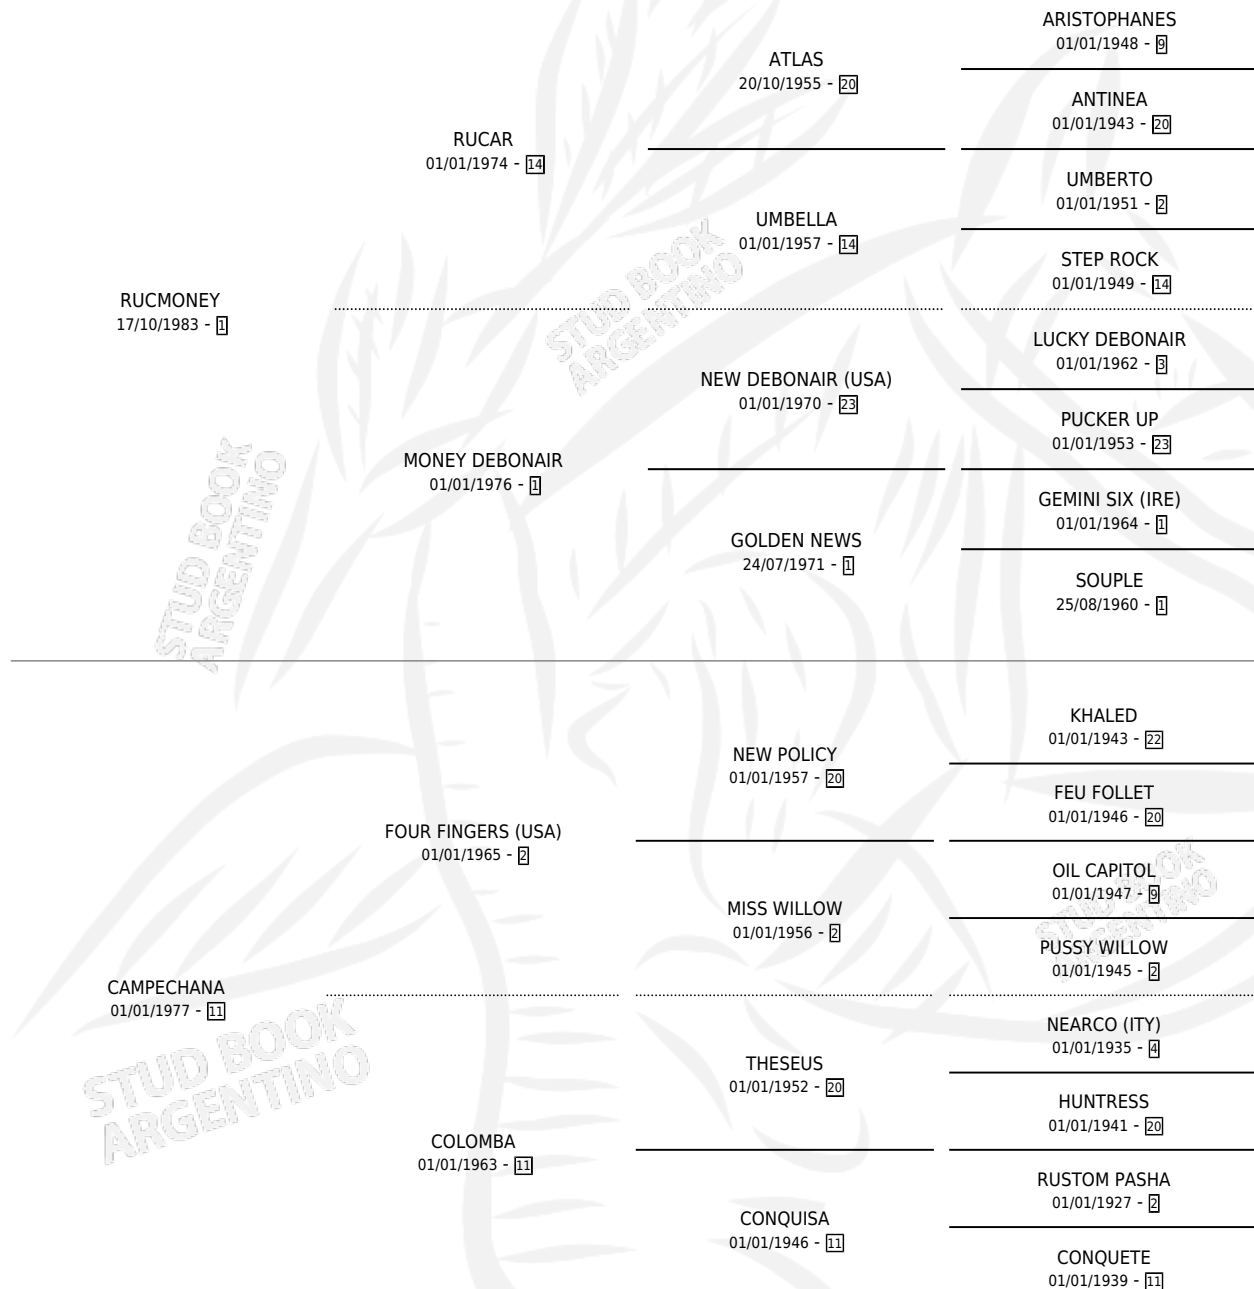 ARISTOPHANES
01/01/1948 - 9
ATLAS
20/10/1955 - 20
ANTINEA
01/01/1943 - 20
RUCAR
01/01/1974 - 14
UMBERTO
01/01/1951 - 2
UMBELLA
01/01/1957 - 14
STEP ROCK
01/01/1949 - 14
RUCMONEY
17/10/1983 - 1
LUCKY DEBONAIR
01/01/1962 - 3
NEW DEBONAIR (USA)
01/01/1970 - 23
PUCKER UP
01/01/1953 - 23
MONEY DEBONAIR
01/01/1976 - 1
GEMINI SIX (IRE)
01/01/1964 - 1
GOLDEN NEWS
24/07/1971 - 1
SOUPLE
25/08/1960 - 1
KHALED
01/01/1943 - 22
NEW POLICY
01/01/1957 - 20
FEU FOLLET
01/01/1946 - 20
FOUR FINGERS (USA)
01/01/1965 - 2
OIL CAPITOL
01/01/1947 - 9
MISS WILLOW
01/01/1956 - 2
PUSSY WILLOW
01/01/1945 - 2
CAMPECHANA
01/01/1977 - 11
NEARCO (ITY)
01/01/1935 - 4
THESEUS
01/01/1952 - 20
HUNTRESS
01/01/1941 - 20
COLOMBA
01/01/1963 - 11
RUSTOM PASHA
01/01/1927 - 2
CONQUISA
01/01/1946 - 11
CONQUETE
01/01/1939 - 11
STUD BOOK
ARGENTINO
STUD BOOK
ARGENTINO
STUD BOOK
ARGENTINO
STUD BOOK
ARGENTINO